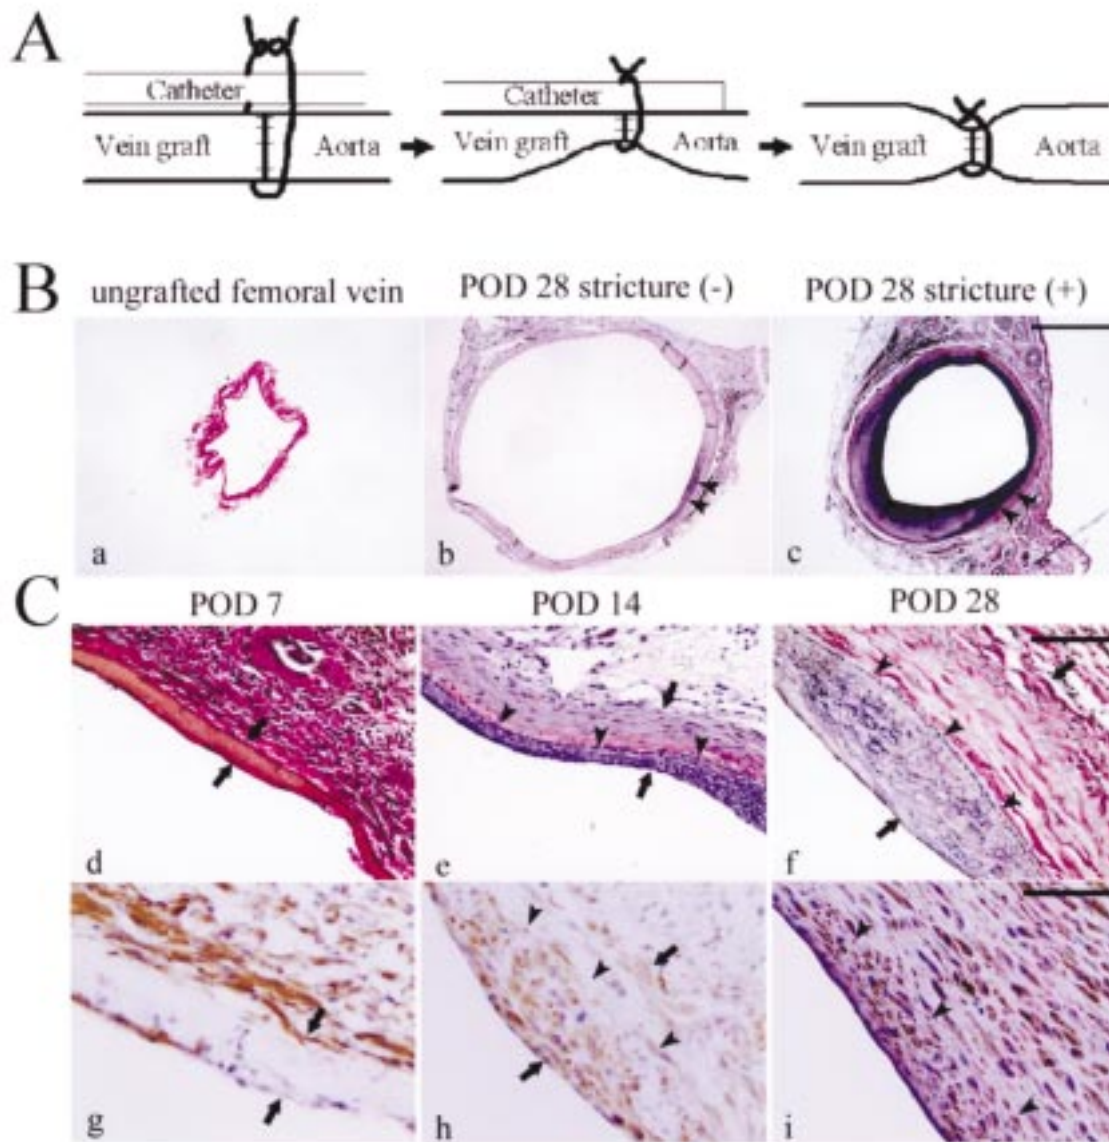 A
Catheter
Vein graft
Aorta
Catheter
Vein graft
Aorta
Vein graft
Aorta
B
ungrafted femoral vein
POD 28 stricture (-)
POD 28 stricture (+)
a
b
c
C
POD 7
POD 14
POD 28
d
e
f
g
h
i